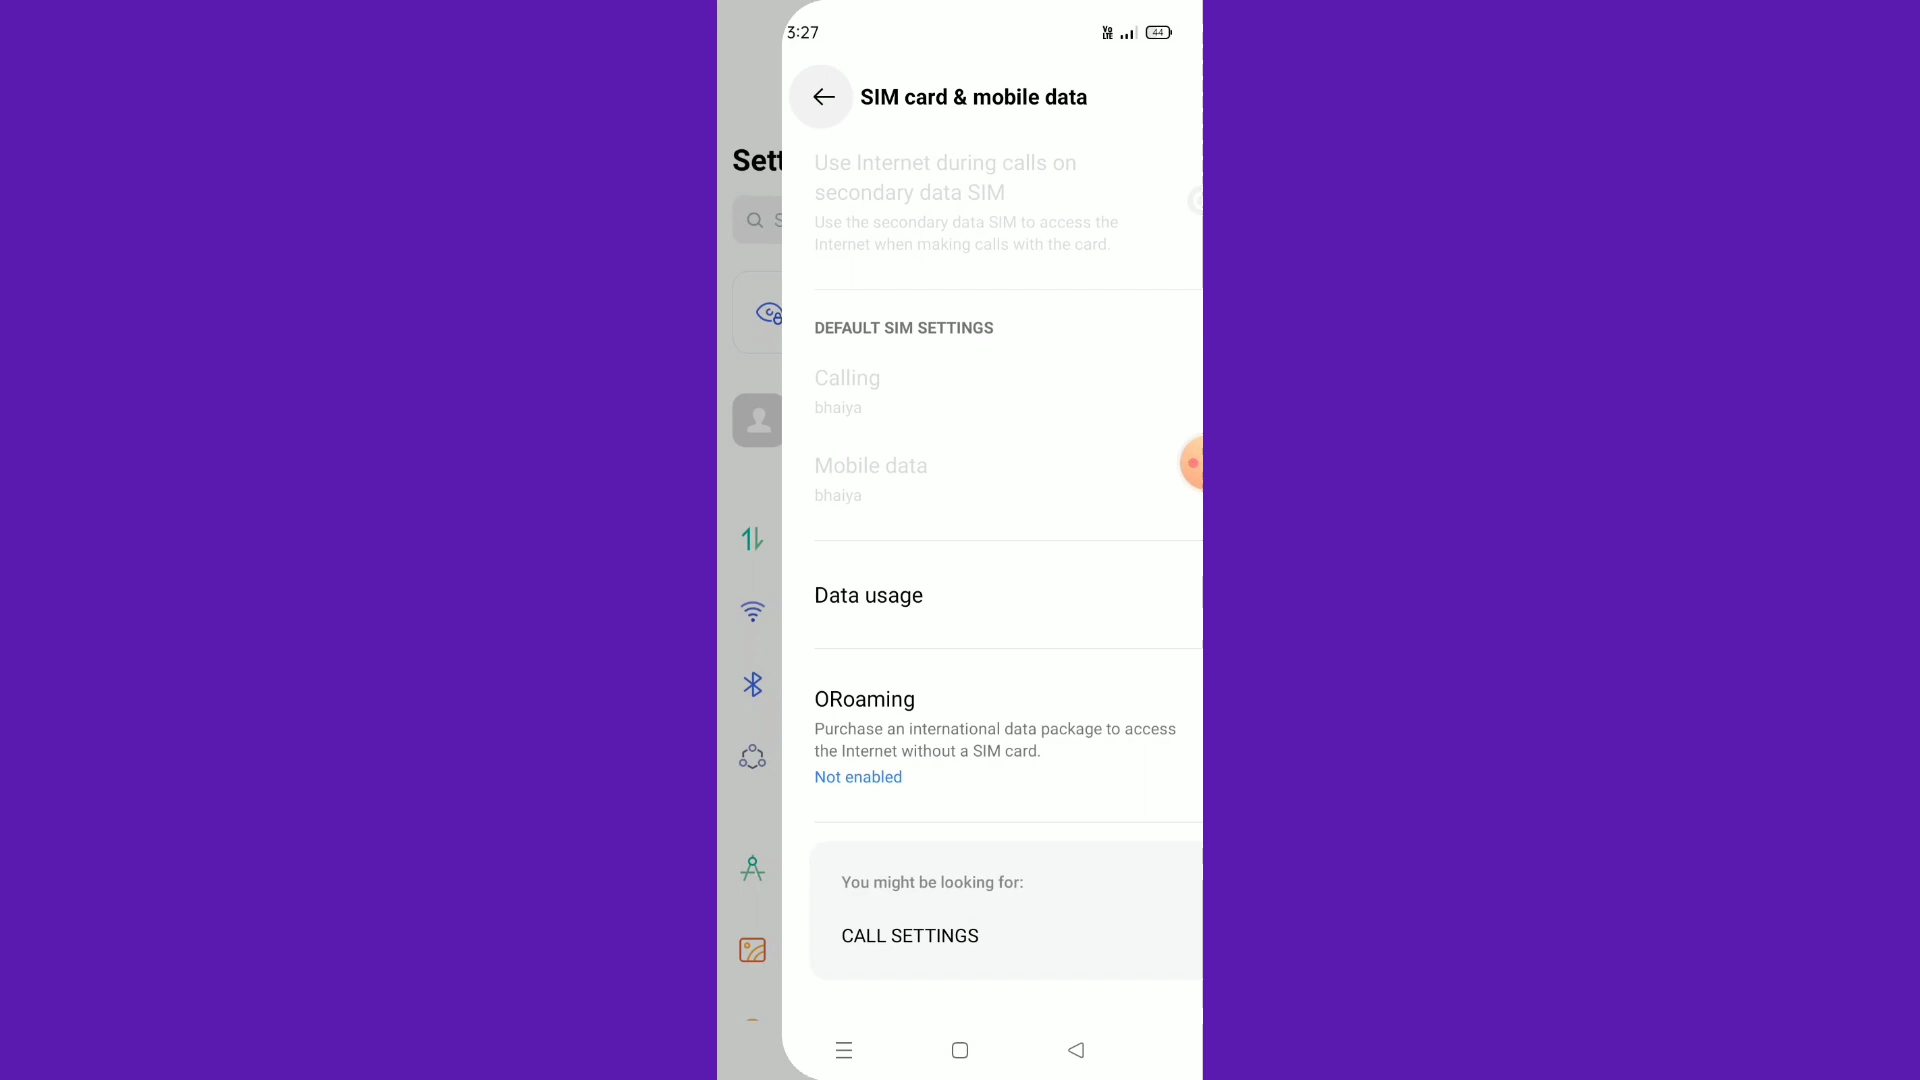 3:27
Vo
LTE
44
SIM card & mobile data
Sett
S
Use Internet during calls on
secondary data SIM
Use the secondary data SIM to access the
Internet when making calls with the card.
DEFAULT SIM SETTINGS
Calling
bhaiya
Mobile data
bhaiya
Data usage
ORoaming
Purchase an international data package to access
the Internet without a SIM card.
Not enabled
You might be looking for:
CALL SETTINGS